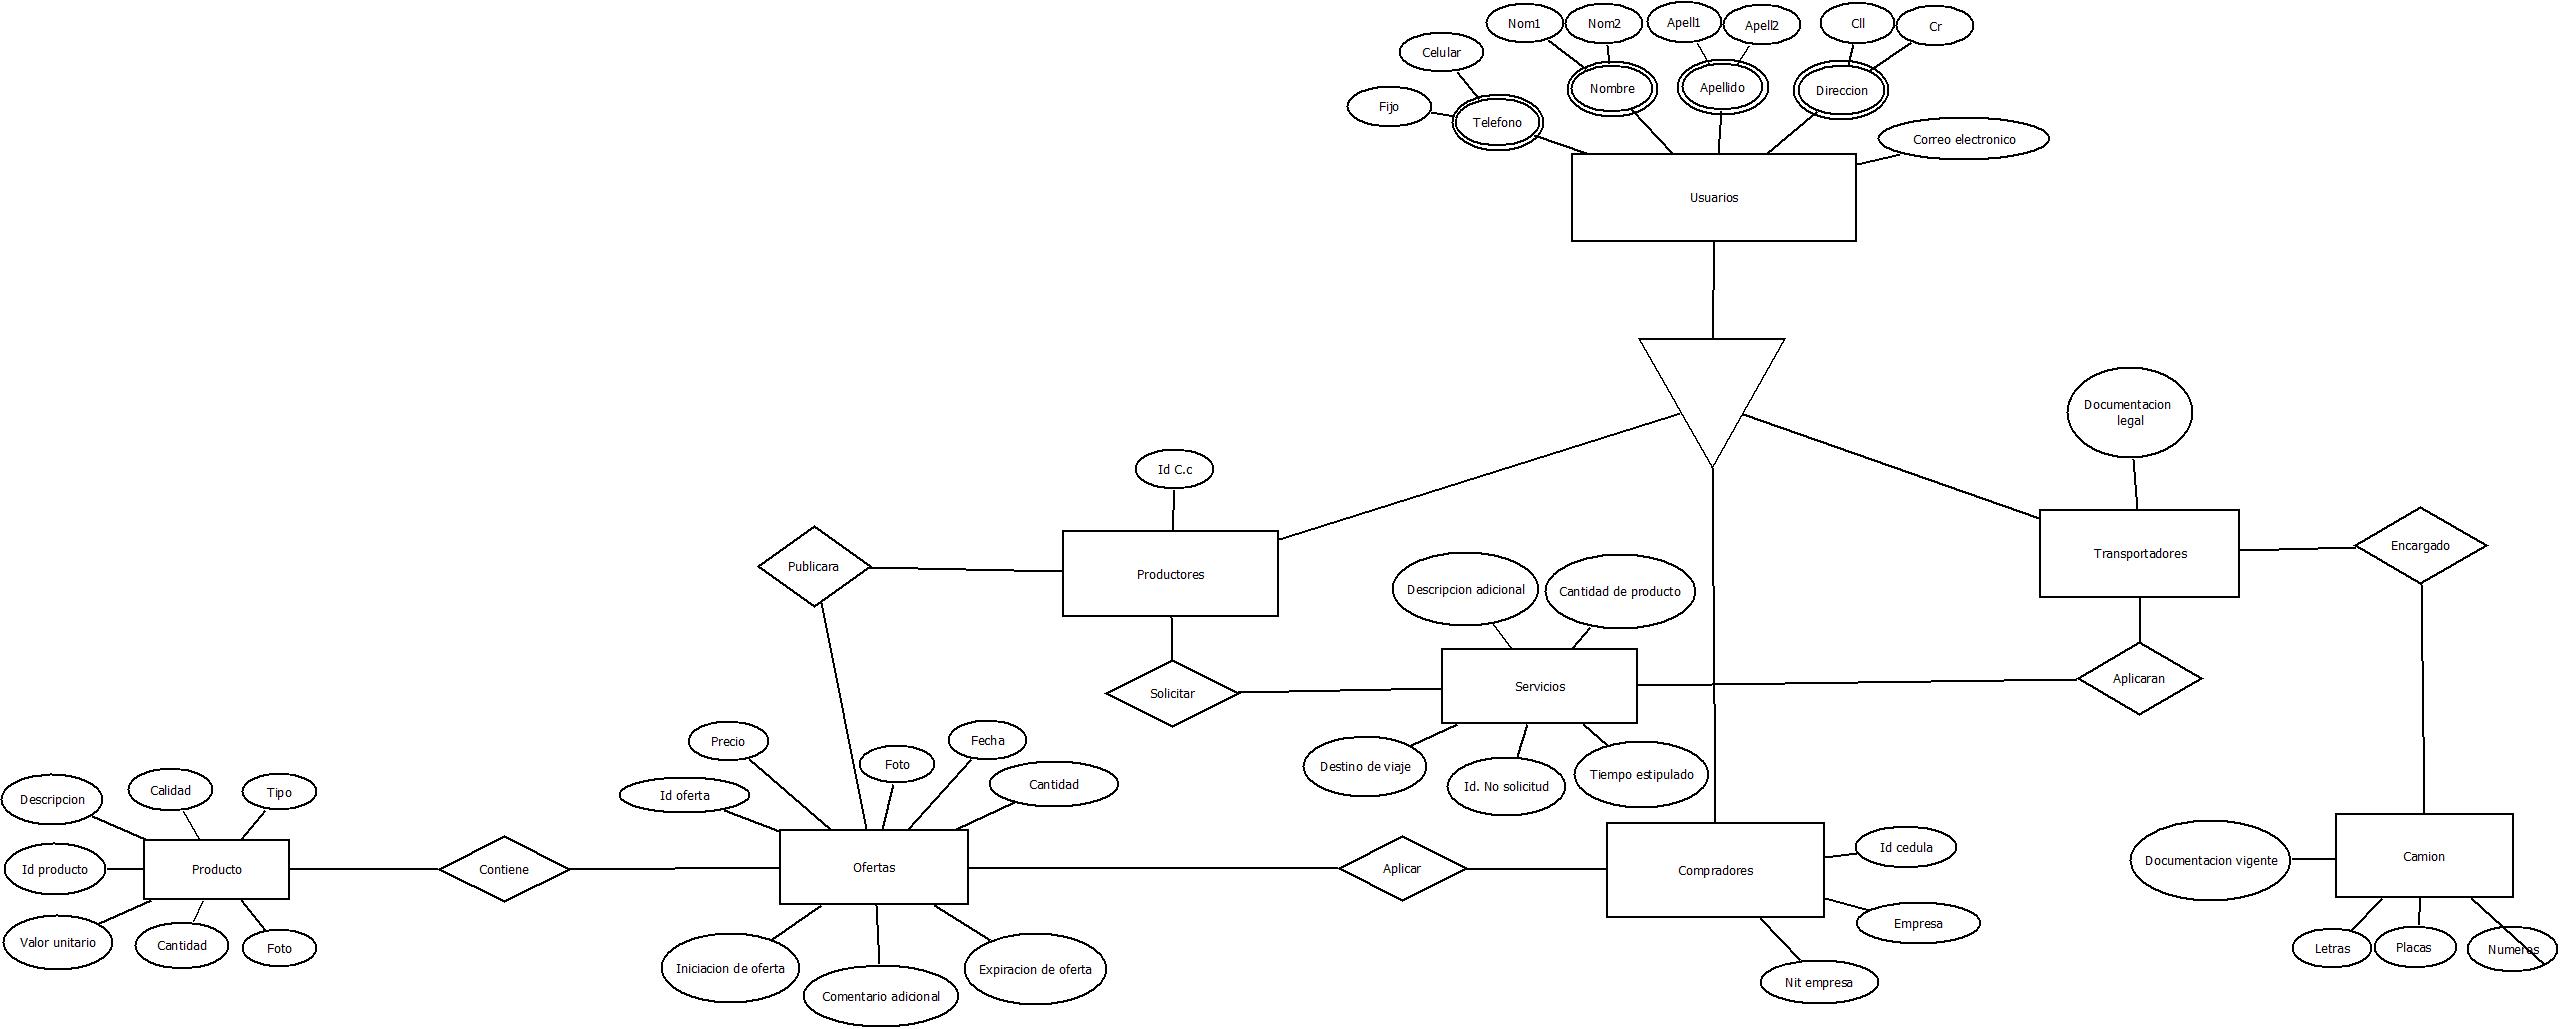 Nom1
Nom2
Apell1
Apell2
Cll
Cr
Celular
Fijo
Telefono
Nombre
Apellido
Direccion
Correo electronico
Usuarios
Documentacion
legal
Id C.c
Publicara
Productores
Transportadores
Encargado
Descripcion adicional
Cantidad de producto
Solicitar
Servicios
Aplicaran
Destino de viaje
Id. No solicitud
Tiempo estipulado
Precio
Foto
Fecha
Id oferta
Cantidad
Descripcion
Calidad
Tipo
Id producto
Producto
Contiene
Ofertas
Aplicar
Compradores
Id cedula
Empresa
Nit empresa
Documentacion vigente
Camion
Valor unitario
Cantidad
Foto
Iniciacion de oferta
Comentario adicional
Expiracion de oferta
Letras
Placas
Numeros